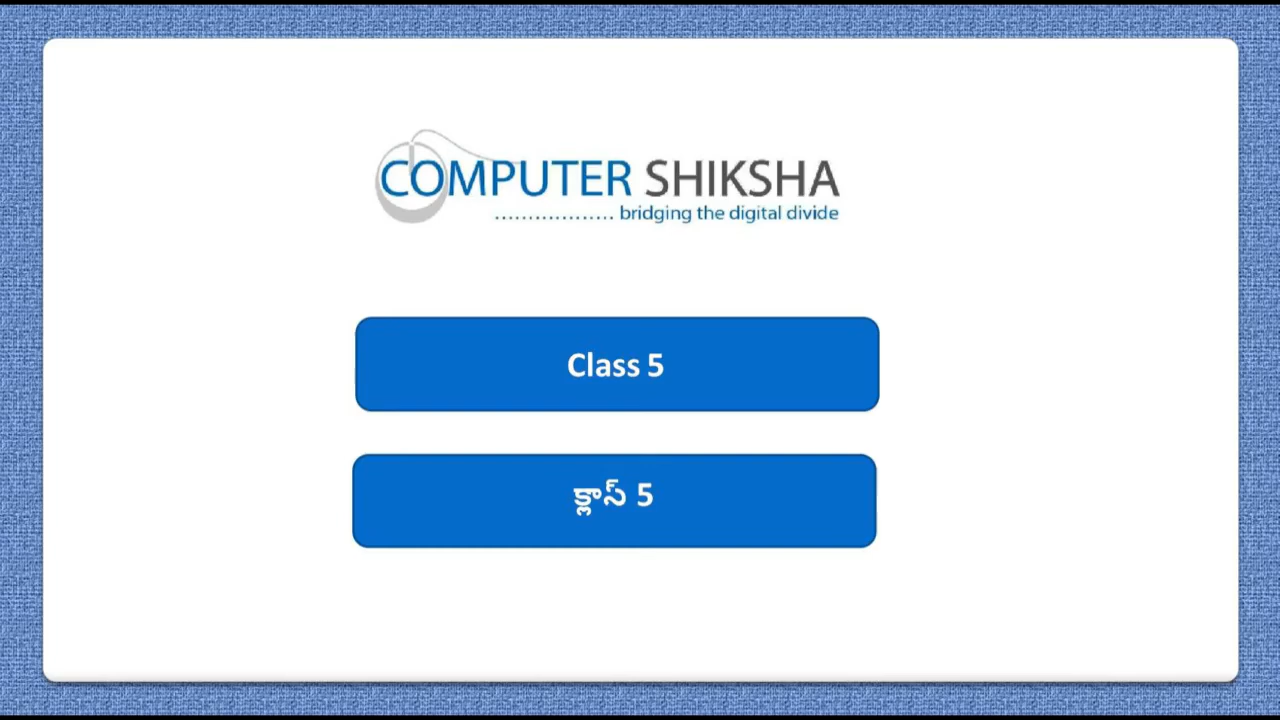 COMPUTER SHIKSHA
.................. bridging the digital divide
Class 5
క్లాస్ 5